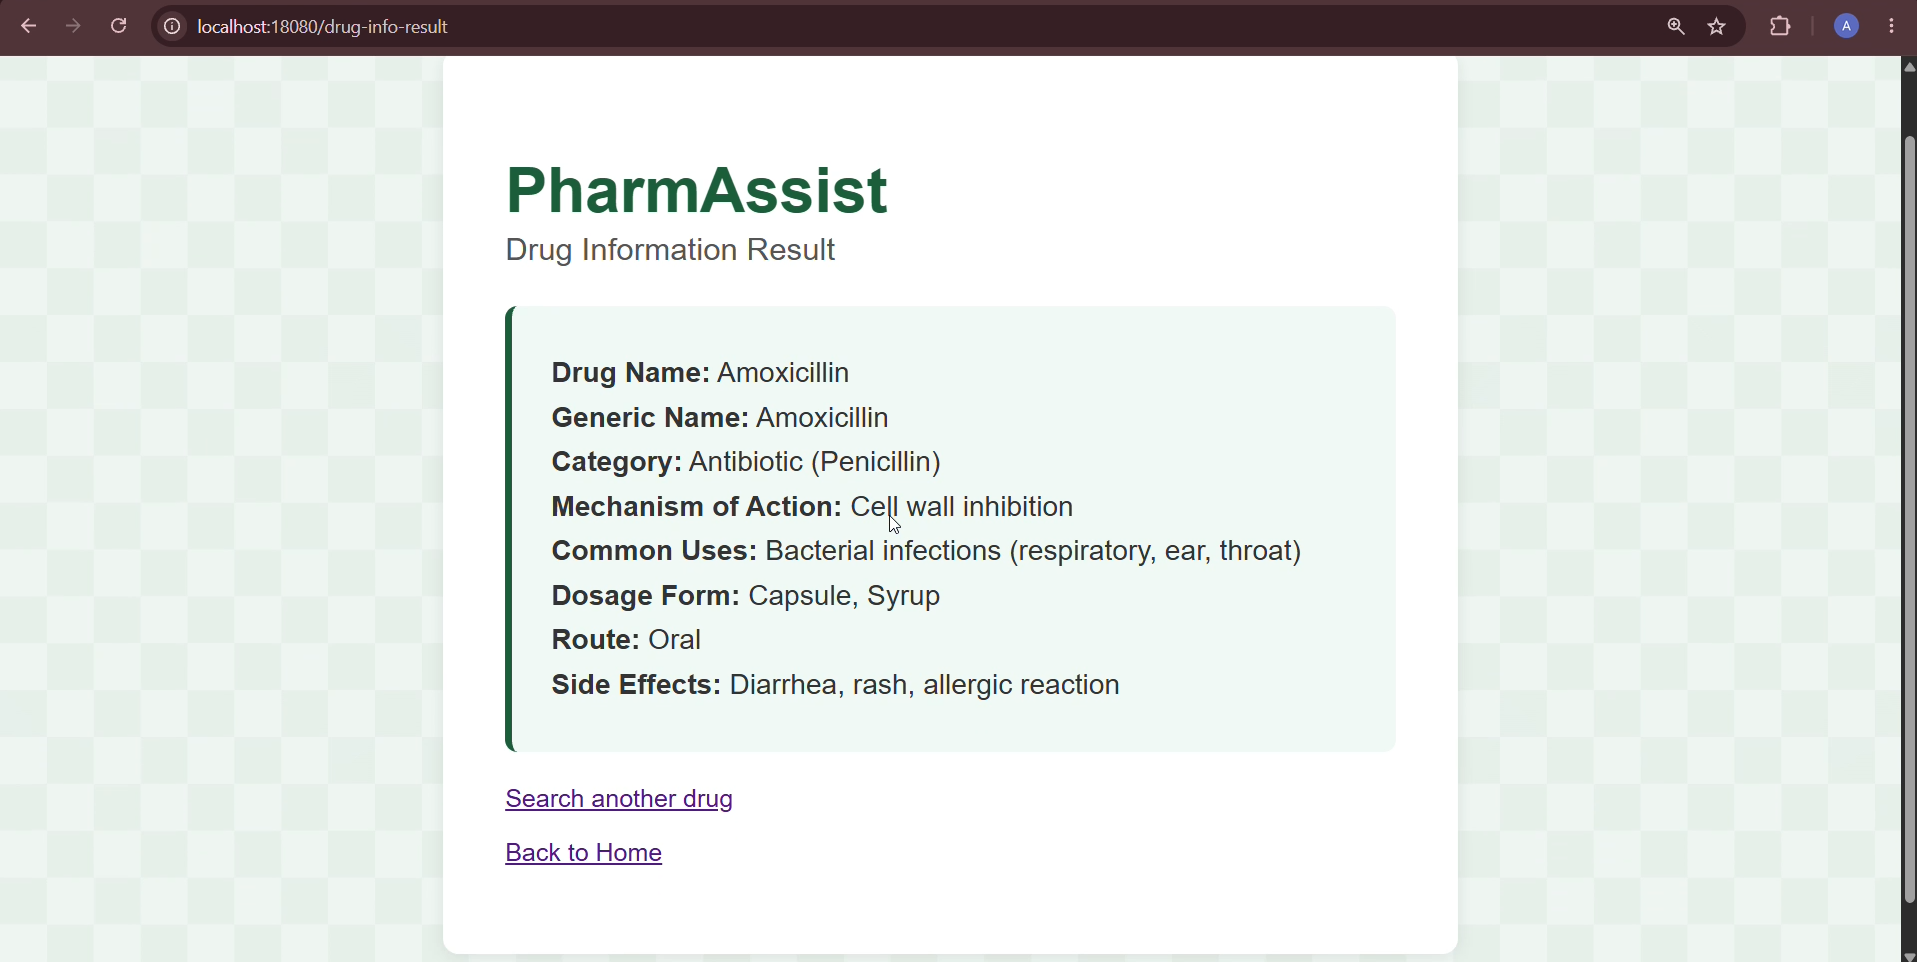 localhost:18080/drug-info-result
A
PharmAssist
Drug Information Result
Drug Name: Amoxicillin
Generic Name: Amoxicillin
Category: Antibiotic (Penicillin)
Mechanism of Action: Cell wall inhibition
Common Uses: Bacterial infections (respiratory, ear, throat)
Dosage Form: Capsule, Syrup
Route: Oral
Side Effects: Diarrhea, rash, allergic reaction
Search another drug
Back to Home